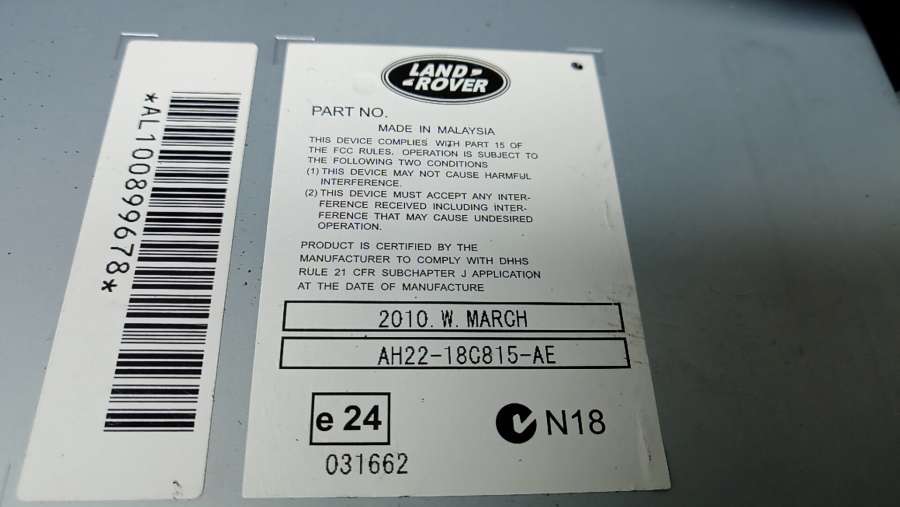 *AL100899678*
LAND-
-ROVER
PART NO.
MADE IN MALAYSIA
THIS DEVICE COMPLIES WITH PART 15 OF
THE FCC RULES. OPERATION IS SUBJECT TO
THE FOLLOWING TWO CONDITIONS
(1) THIS DEVICE MAY NOT CAUSE HARMFUL
INTERFERENCE.
(2) THIS DEVICE MUST ACCEPT ANY INTER-
FERENCE RECEIVED INCLUDING INTER-
FERENCE THAT MAY CAUSE UNDESIRED
OPERATION.
PRODUCT IS CERTIFIED BY THE
MANUFACTURER TO COMPLY WITH DHHS
RULE 21 CFR SUBCHAPTER J APPLICATION
AT THE DATE OF MANUFACTURE
2010. W. MARCH
AH22-18C815-AE
e 24
N18
031662